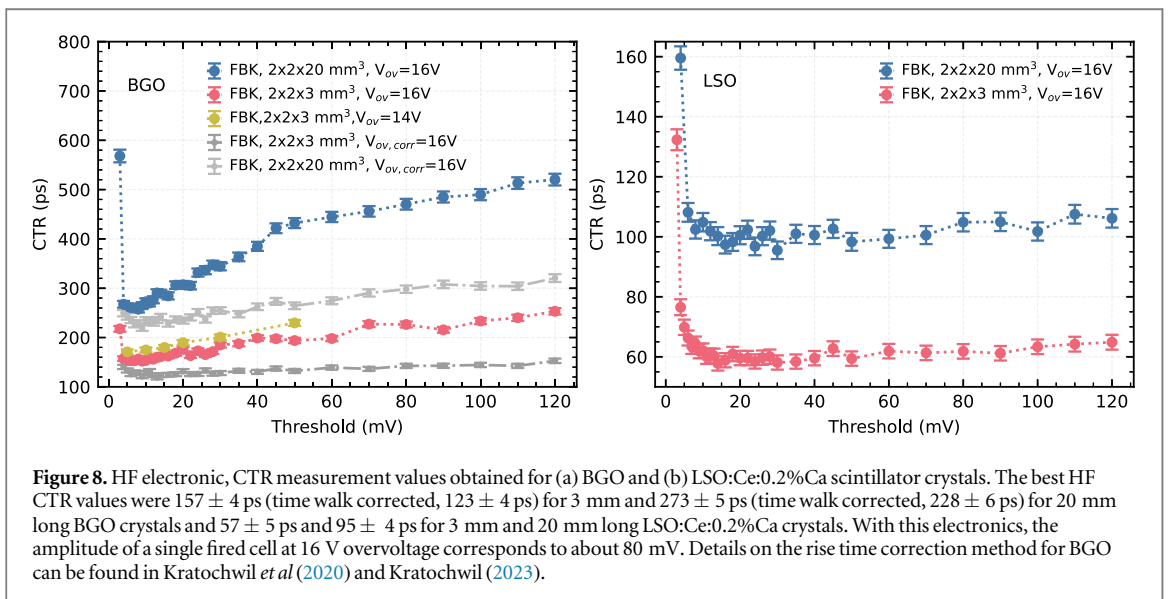 800
700
600
500
400
300
200
100
CTR (ps)
BGO
FBK, 2x2x20 mm³, V_ov=16V
FBK, 2x2x3 mm³, V_ov=16V
FBK,2x2x3 mm³,V_ov=14V
FBK, 2x2x3 mm³, V_ov,corr=16V
FBK, 2x2x20 mm³, V_ov,corr=16V
0 20 40 60 80 100 120
Threshold (mV)
160
140
120
100
80
60
CTR (ps)
LSO
FBK, 2x2x20 mm³, V_ov=16V
FBK, 2x2x3 mm³, V_ov=16V
0 20 40 60 80 100 120
Threshold (mV)
Figure 8. HF electronic, CTR measurement values obtained for (a) BGO and (b) LSO:Ce:0.2%Ca scintillator crystals. The best HF
CTR values were 157 ± 4 ps (time walk corrected, 123 ± 4 ps) for 3 mm and 273 ± 5 ps (time walk corrected, 228 ± 6 ps) for 20 mm
long BGO crystals and 57 ± 5 ps and 95 ± 4 ps for 3 mm and 20 mm long LSO:Ce:0.2%Ca crystals. With this electronics, the
amplitude of a single fired cell at 16 V overvoltage corresponds to about 80 mV. Details on the rise time correction method for BGO
can be found in Kratochwil et al (2020) and Kratochwil (2023).